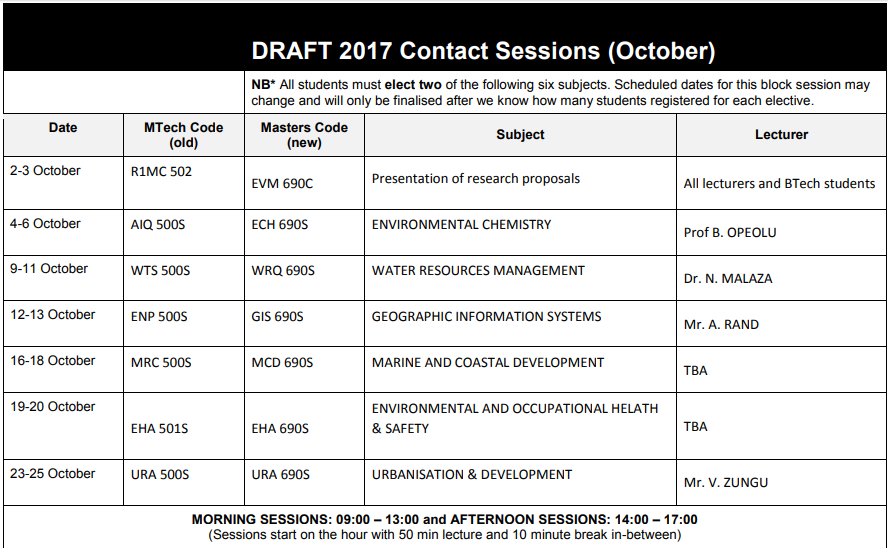 DRAFT 2017 Contact Sessions (October)
NB* All students must elect two of the following six subjects. Scheduled dates for this block session may
change and will only be finalised after we know how many students registered for each elective.
Date MTech Code (old) Masters Code (new) Subject Lecturer
2-3 October R1MC 502 EVM 690C Presentation of research proposals All lecturers and BTech students
4-6 October AIQ 500S ECH 690S ENVIRONMENTAL CHEMISTRY Prof B. OPEOLU
9-11 October WTS 500S WRQ 690S WATER RESOURCES MANAGEMENT Dr. N. MALAZA
12-13 October ENP 500S GIS 690S GEOGRAPHIC INFORMATION SYSTEMS Mr. A. RAND
16-18 October MRC 500S MCD 690S MARINE AND COASTAL DEVELOPMENT TBA
19-20 October EHA 501S EHA 690S ENVIRONMENTAL AND OCCUPATIONAL HELATH & SAFETY TBA
23-25 October URA 500S URA 690S URBANISATION & DEVELOPMENT Mr. V. ZUNGU
MORNING SESSIONS: 09:00 – 13:00 and AFTERNOON SESSIONS: 14:00 – 17:00
(Sessions start on the hour with 50 min lecture and 10 minute break in-between)